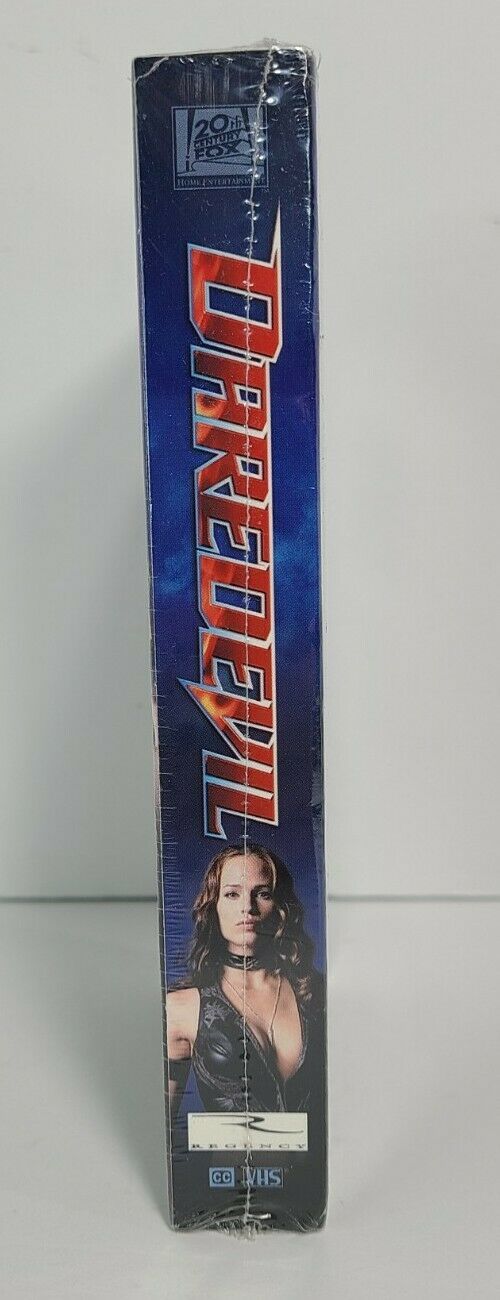 20th
CENTURY
FOX
HOME ENTERTAINMENT
DAREDEVIL
R
REGENCY
CC VHS